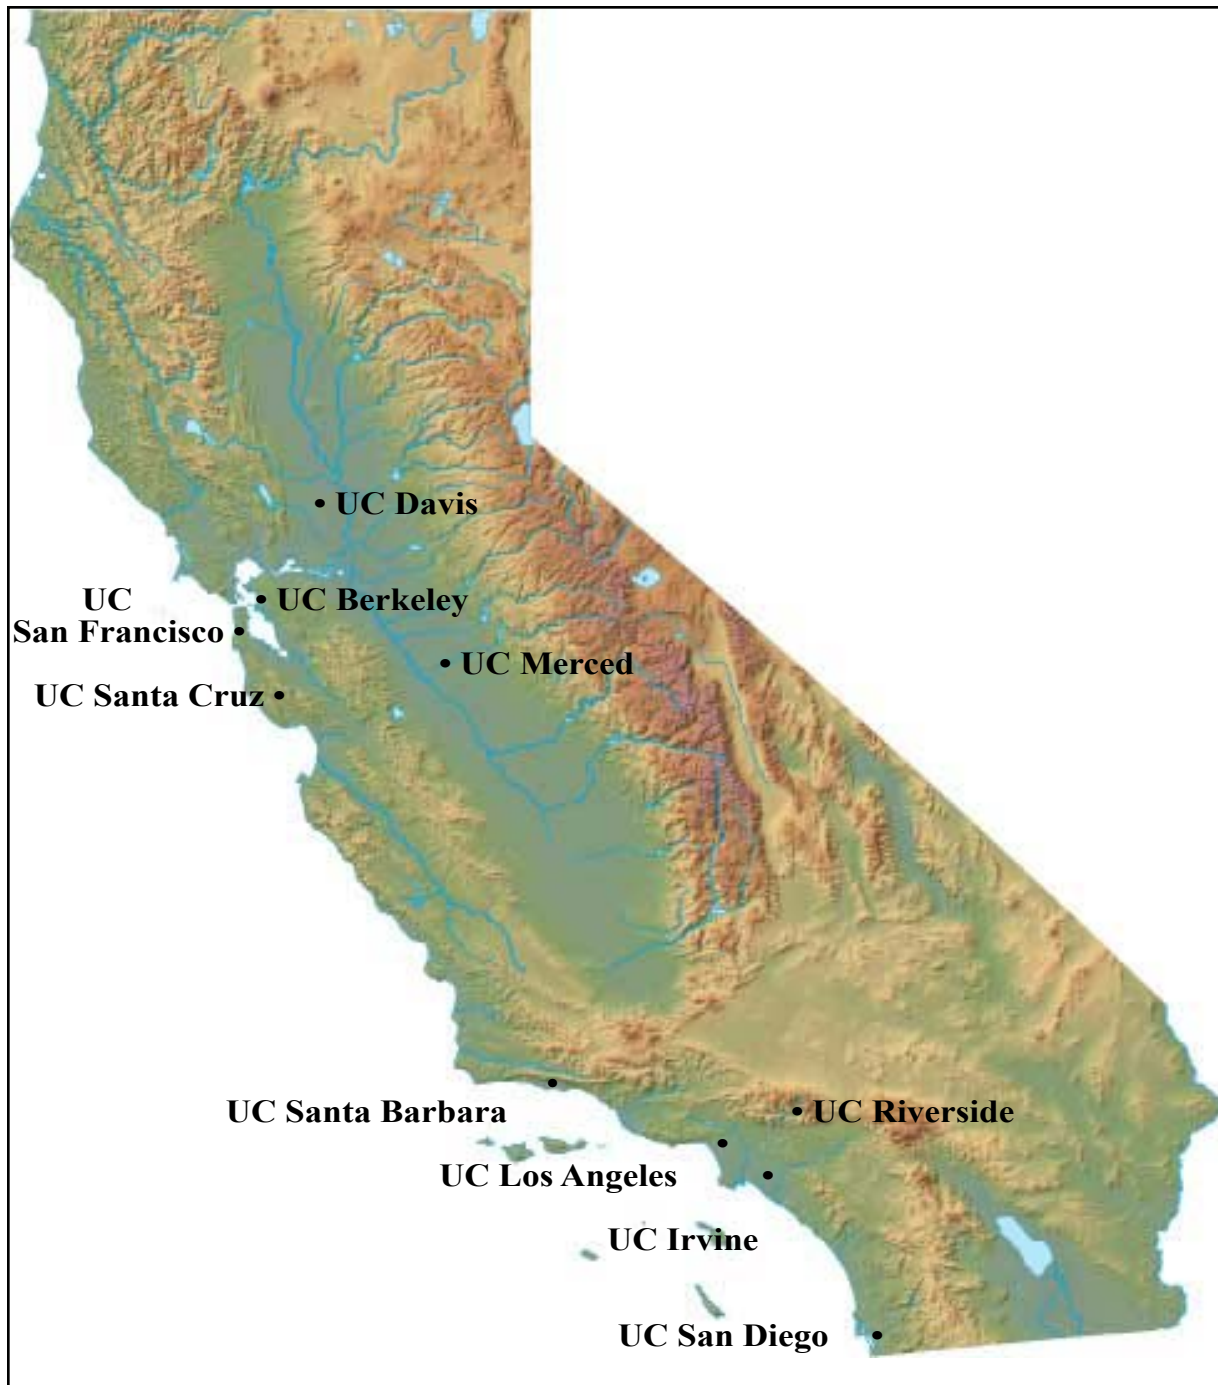 UC Davis
UC Berkeley
UC
San Francisco
UC Merced
UC Santa Cruz
UC Santa Barbara
UC Riverside
UC Los Angeles
UC Irvine
UC San Diego